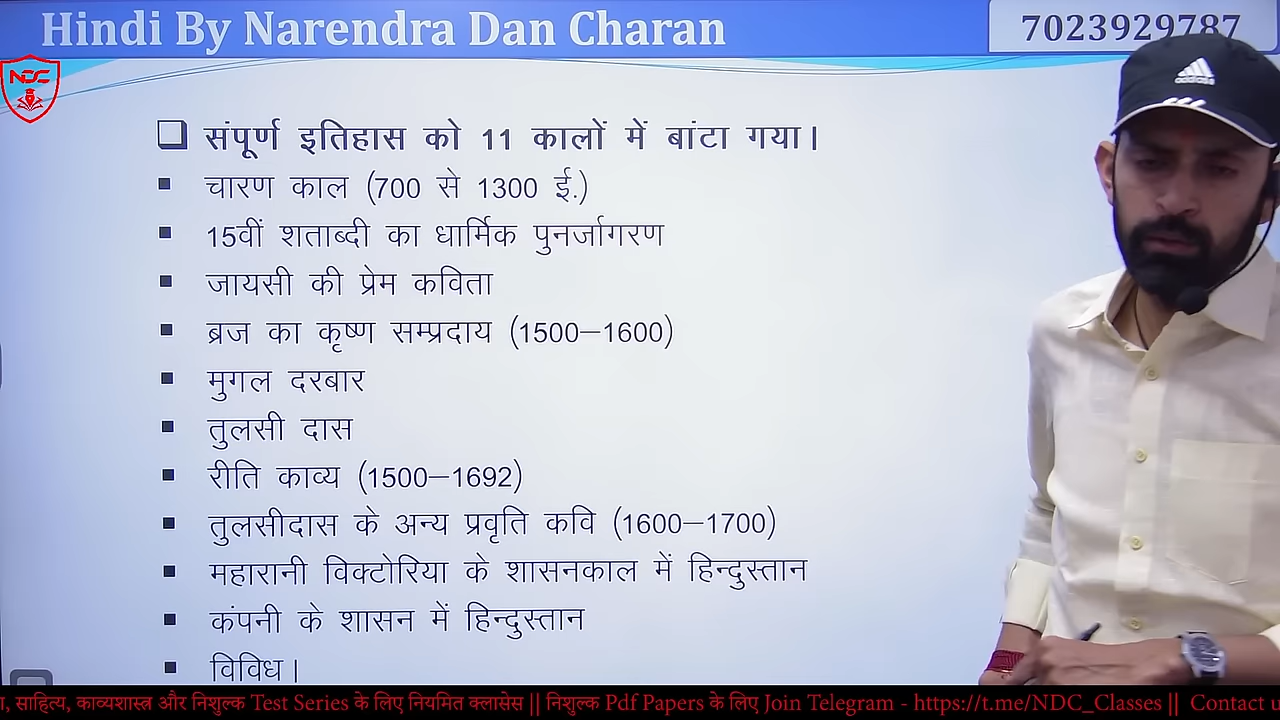 Hindi By Narendra Dan Charan
7023929787
NDC
संपूर्ण इतिहास को 11 कालों में बांटा गया।
चारण काल (700 से 1300 ई.)
15वीं शताब्दी का धार्मिक पुनर्जागरण
जायसी की प्रेम कविता
ब्रज का कृष्ण सम्प्रदाय (1500–1600)
मुगल दरबार
तुलसी दास
रीति काव्य (1500–1692)
तुलसीदास के अन्य प्रवृति कवि (1600–1700)
महारानी विक्टोरिया के शासनकाल में हिन्दुस्तान
कंपनी के शासन में हिन्दुस्तान
विविध।
साहित्य, काव्यशास्त्र और निशुल्क Test Series के लिए नियमित क्लासेस || निशुल्क Pdf Papers के लिए Join Telegram - https://t.me/NDC_Classes || Contact
adidas